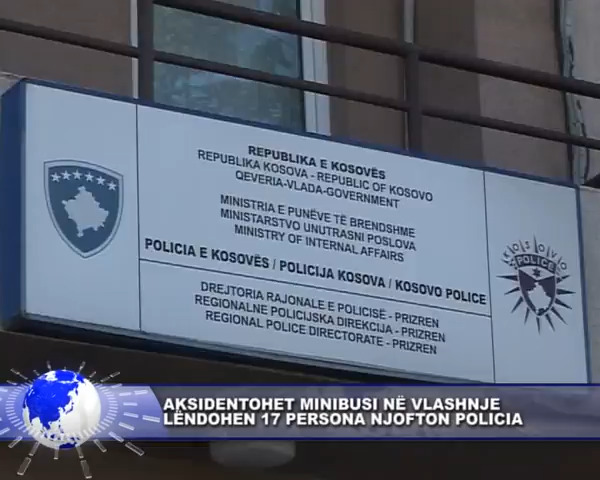 REPUBLIKA E KOSOVËS
REPUBLIKA KOSOVA - REPUBLIC OF KOSOVO
QEVERIA-VLADA-GOVERNMENT
MINISTRIA E PUNËVE TË BRENDSHME
MINISTARSTVO UNUTRASNI POSLOVA
MINISTRY OF INTERNAL AFFAIRS
POLICIA E KOSOVËS / POLICIJA KOSOVA / KOSOVO POLICE
DREJTORIA RAJONALE E POLICISË - PRIZREN
REGIONALNE POLICIJSKA DIREKCIJA - PRIZREN
REGIONAL POLICE DIRECTORATE - PRIZREN
KOSOVO
POLICE
AKSIDENTOHET MINIBUSI NË VLASHNJE
LËNDOHEN 17 PERSONA NJOFTON POLICIA